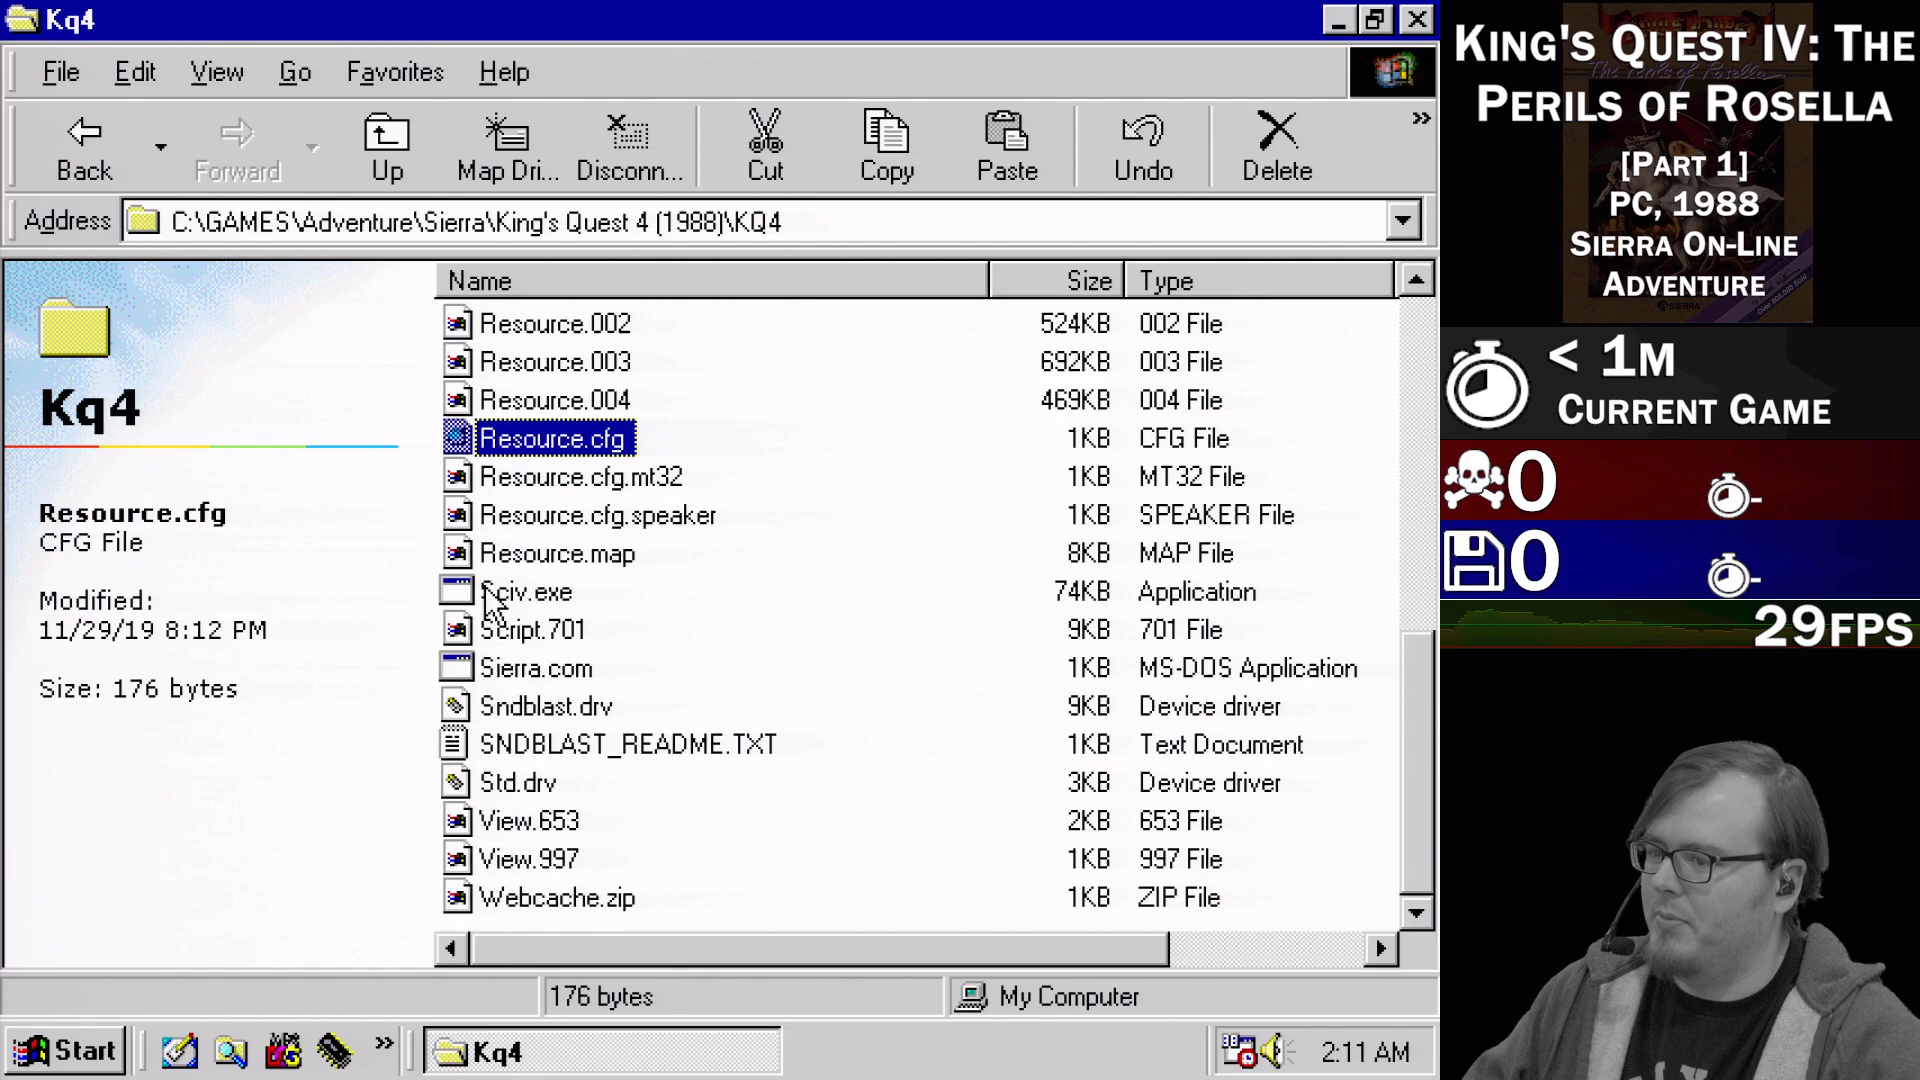 Kq4
File Edit View Go Favorites Help
Back Forward Up Map Dri... Disconn... Cut Copy Paste Undo Delete »
Address C:\GAMES\Adventure\Sierra\King's Quest 4 (1988)\KQ4
Kq4
Resource.cfg
CFG File
Modified:
11/29/19 8:12 PM
Size: 176 bytes
Name Size Type
Resource.002 524KB 002 File
Resource.003 692KB 003 File
Resource.004 469KB 004 File
Resource.cfg 1KB CFG File
Resource.cfg.mt32 1KB MT32 File
Resource.cfg.speaker 1KB SPEAKER File
Resource.map 8KB MAP File
Sciv.exe 74KB Application
Script.701 9KB 701 File
Sierra.com 1KB MS-DOS Application
Sndblast.drv 9KB Device driver
SNDBLAST_README.TXT 1KB Text Document
Std.drv 3KB Device driver
View.653 2KB 653 File
View.997 1KB 997 File
Webcache.zip 1KB ZIP File
176 bytes My Computer
Start » Kq4 2:11 AM
King's Quest IV: The
Perils of Rosella
[Part 1]
PC, 1988
Sierra On-Line
Adventure
< 1m
Current Game
0 -
0 -
29FPS